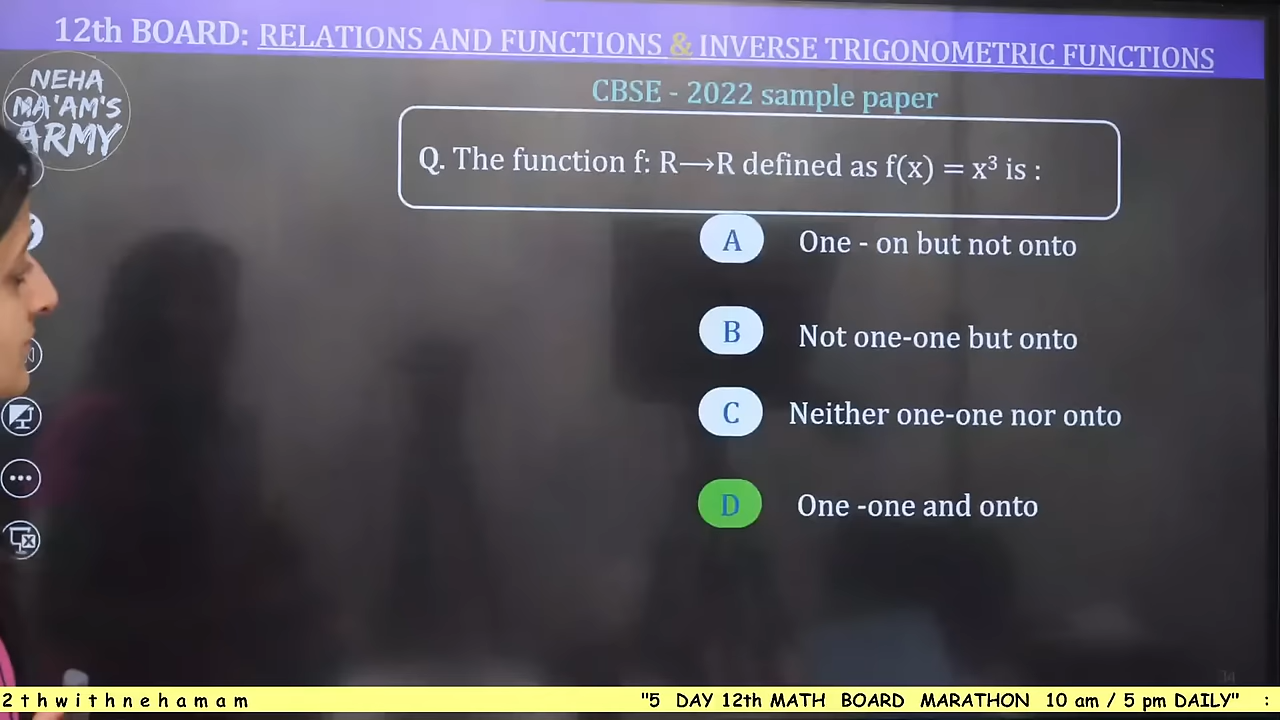 12th BOARD: RELATIONS AND FUNCTIONS & INVERSE TRIGONOMETRIC FUNCTIONS
NEHA
MA'AM'S
ARMY
CBSE - 2022 sample paper
Q. The function f: R⟶R defined as f(x) = x³ is :
A One - on but not onto
B Not one-one but onto
C Neither one-one nor onto
D One -one and onto
34
2thwithnehamam "5 DAY 12th MATH BOARD MARATHON 10 am / 5 pm DAILY" :